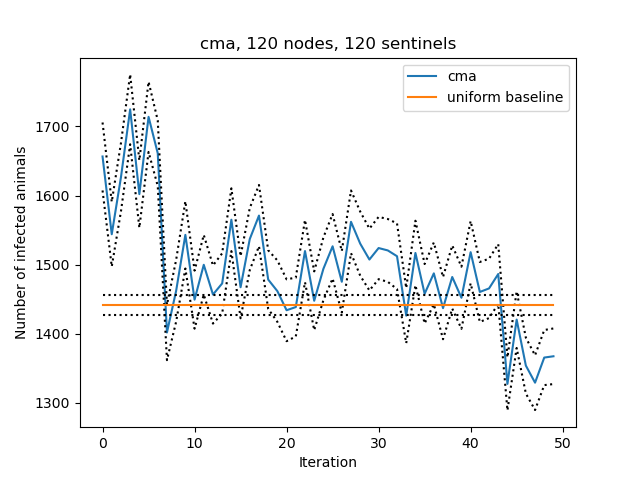 cma, 120 nodes, 120 sentinels
cma
uniform baseline
Number of infected animals
1700
1600
1500
1400
1300
0 10 20 30 40 50
Iteration